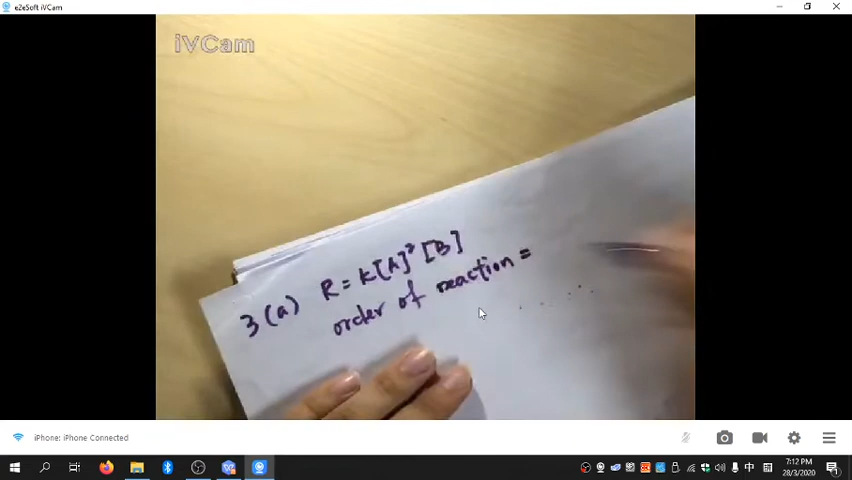 e2eSoft iVCam
iVCam
3 (a) R = K[A]² [B]
order of reaction =
iPhone: iPhone Connected
7:12 PM
28/3/2020